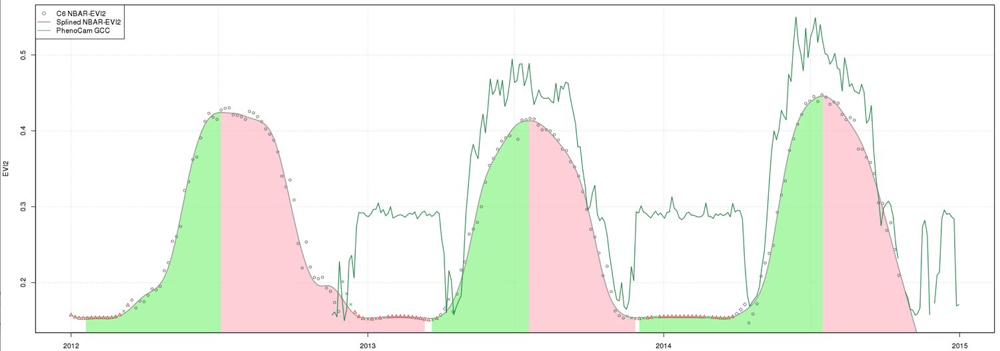 C6 NBAR-EVI2
Splined NBAR-EVI2
PhenoCam GCC
0.5
0.4
0.3
0.2
EVI2
2012 2013 2014 2015